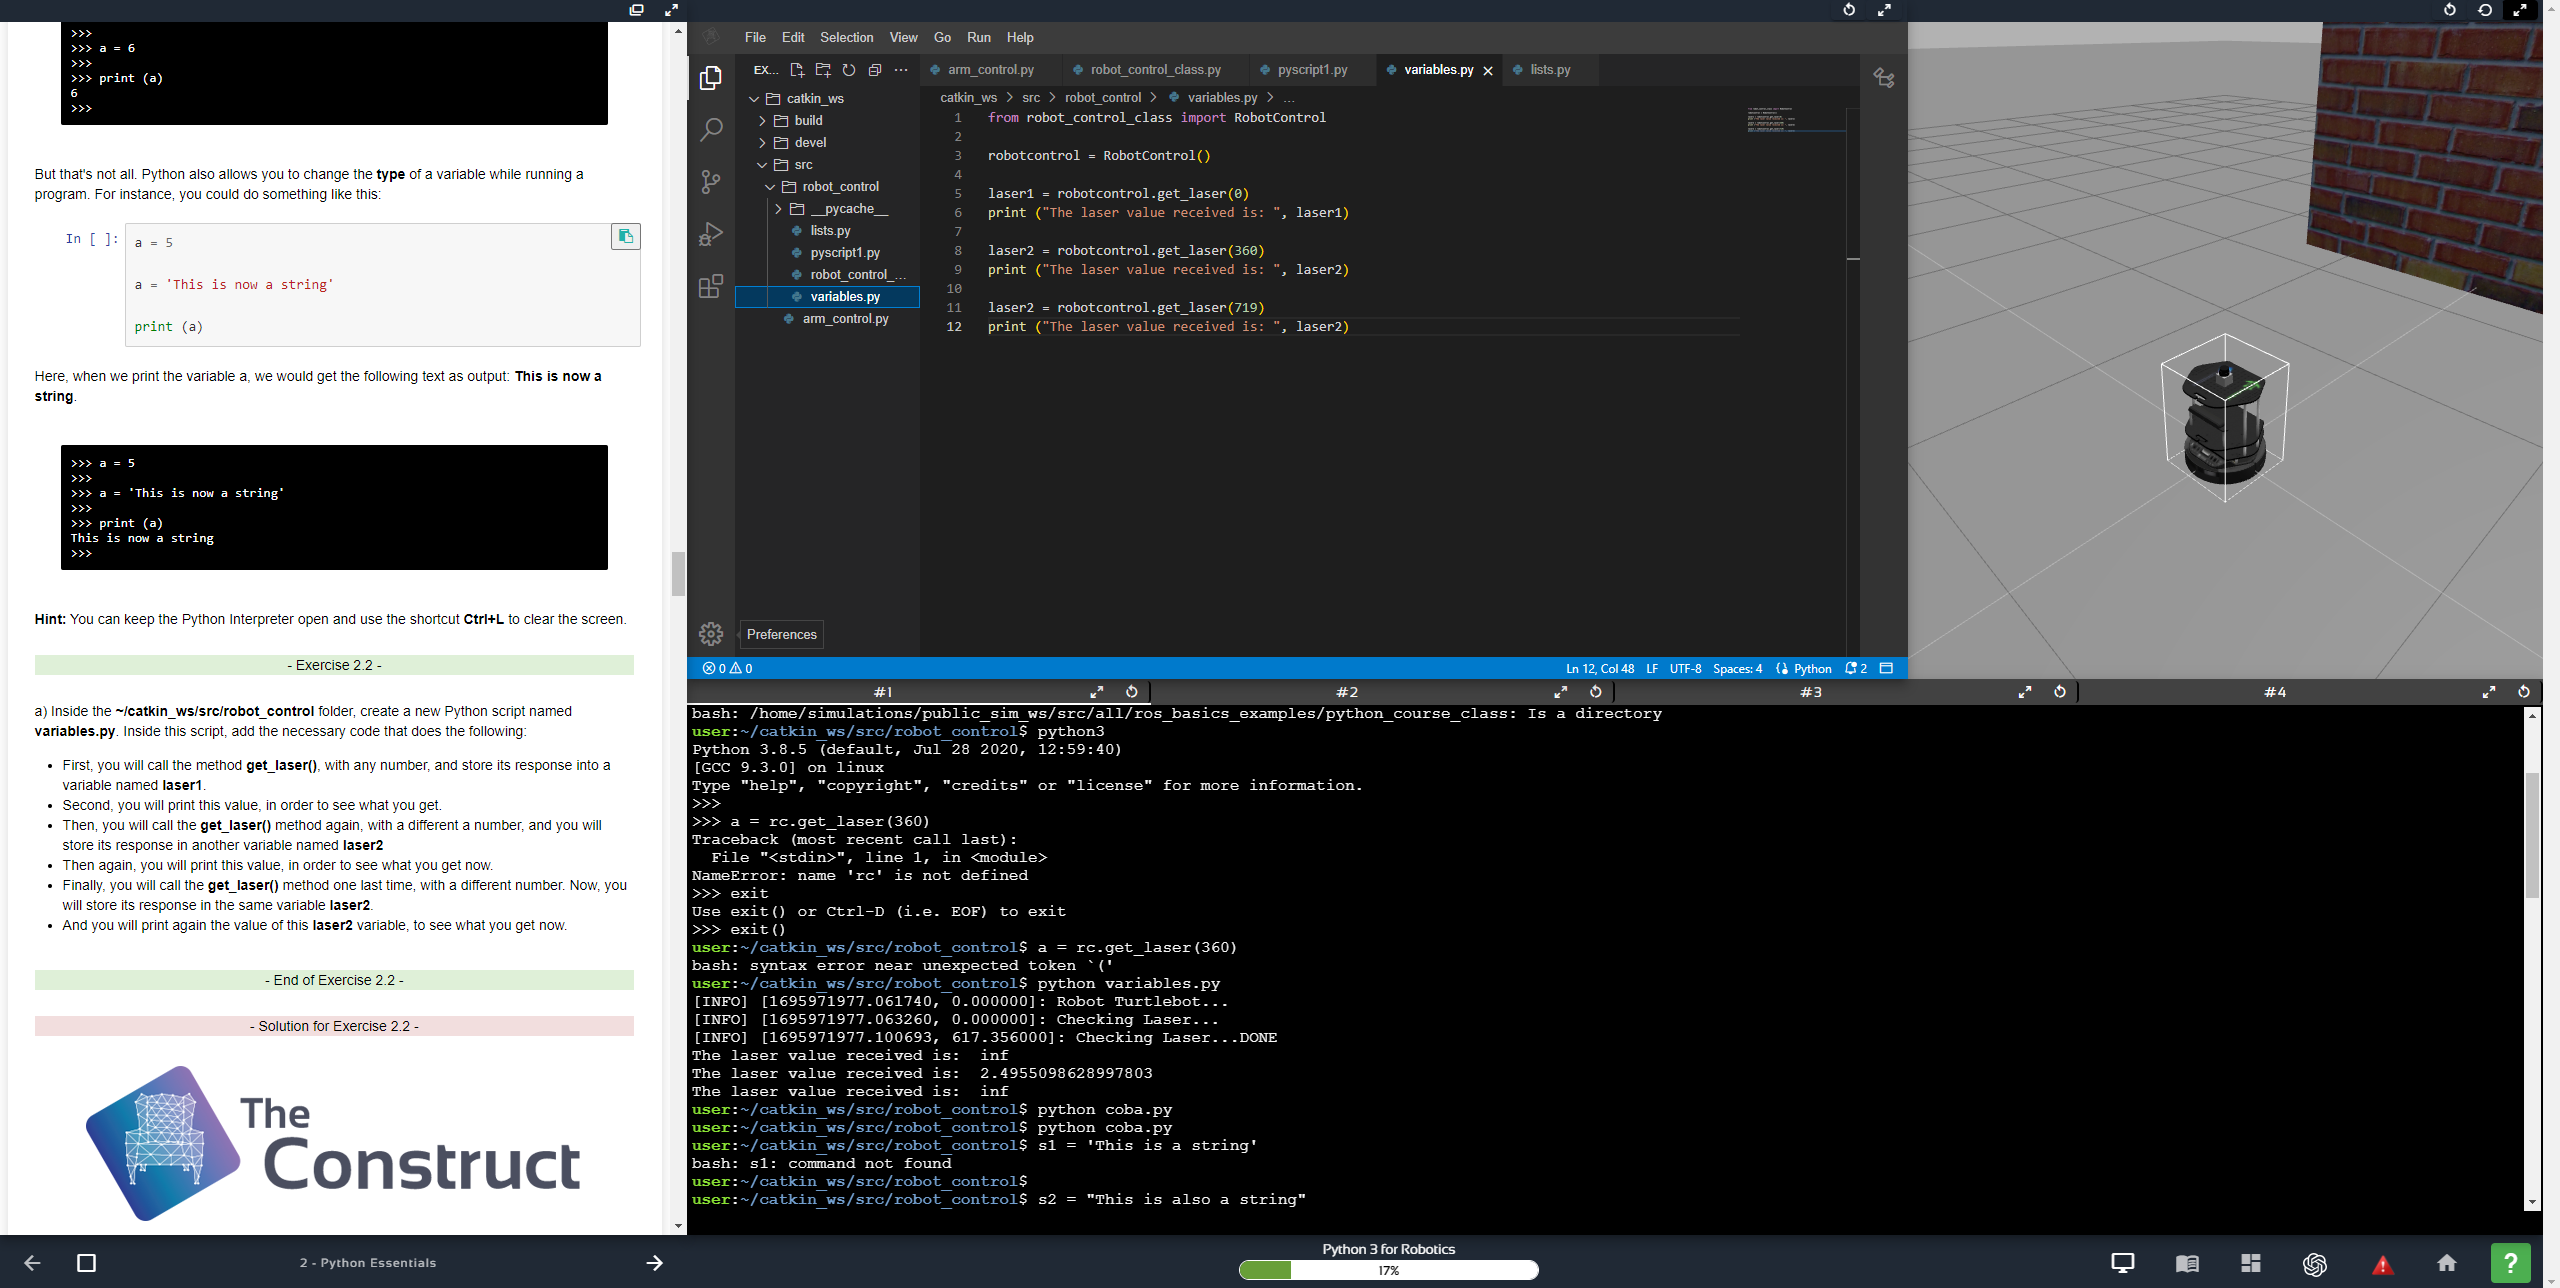 >>>
>>> a = 6
>>>
>>> print (a)
6
>>>
But that's not all. Python also allows you to change the type of a variable while running a
program. For instance, you could do something like this:
In [ ]:
a = 5
a = 'This is now a string'
print (a)
Here, when we print the variable a, we would get the following text as output: This is now a
string.
>>> a = 5
>>>
>>> a = 'This is now a string'
>>>
>>> print (a)
This is now a string
>>>
Hint: You can keep the Python Interpreter open and use the shortcut Ctrl+L to clear the screen.
- Exercise 2.2 -
a) Inside the ~/catkin_ws/src/robot_control folder, create a new Python script named
variables.py. Inside this script, add the necessary code that does the following:
• First, you will call the method get_laser(), with any number, and store its response into a
variable named laser1.
• Second, you will print this value, in order to see what you get.
• Then, you will call the get_laser() method again, with a different a number, and you will
store its response in another variable named laser2
• Then again, you will print this value, in order to see what you get now.
• Finally, you will call the get_laser() method one last time, with a different number. Now, you
will store its response in the same variable laser2.
• And you will print again the value of this laser2 variable, to see what you get now.
- End of Exercise 2.2 -
- Solution for Exercise 2.2 -
The
Construct
File Edit Selection View Go Run Help
EX...
catkin_ws
build
devel
src
robot_control
__pycache__
lists.py
pyscript1.py
robot_control_...
variables.py
arm_control.py
Preferences
arm_control.py robot_control_class.py pyscript1.py variables.py lists.py
catkin_ws > src > robot_control > variables.py > ...
1 from robot_control_class import RobotControl
2
3 robotcontrol = RobotControl()
4
5 laser1 = robotcontrol.get_laser(0)
6 print ("The laser value received is: ", laser1)
7
8 laser2 = robotcontrol.get_laser(360)
9 print ("The laser value received is: ", laser2)
10
11 laser2 = robotcontrol.get_laser(719)
12 print ("The laser value received is: ", laser2)
0 0 Ln 12, Col 48 LF UTF-8 Spaces: 4 Python 2
#1 #2 #3 #4
bash: /home/simulations/public_sim_ws/src/all/ros_basics_examples/python_course_class: Is a directory
user:~/catkin_ws/src/robot_control$ python3
Python 3.8.5 (default, Jul 28 2020, 12:59:40)
[GCC 9.3.0] on linux
Type "help", "copyright", "credits" or "license" for more information.
>>>
>>> a = rc.get_laser(360)
Traceback (most recent call last):
File "<stdin>", line 1, in <module>
NameError: name 'rc' is not defined
>>> exit
Use exit() or Ctrl-D (i.e. EOF) to exit
>>> exit()
user:~/catkin_ws/src/robot_control$ a = rc.get_laser(360)
bash: syntax error near unexpected token `('
user:~/catkin_ws/src/robot_control$ python variables.py
[INFO] [1695971977.061740, 0.000000]: Robot Turtlebot...
[INFO] [1695971977.063260, 0.000000]: Checking Laser...
[INFO] [1695971977.100693, 617.356000]: Checking Laser...DONE
The laser value received is:  inf
The laser value received is:  2.4955098628997803
The laser value received is:  inf
user:~/catkin_ws/src/robot_control$ python coba.py
user:~/catkin_ws/src/robot_control$ python coba.py
user:~/catkin_ws/src/robot_control$ s1 = 'This is a string'
bash: s1: command not found
user:~/catkin_ws/src/robot_control$
user:~/catkin_ws/src/robot_control$ s2 = "This is also a string"
2 - Python Essentials
Python 3 for Robotics
17%
?